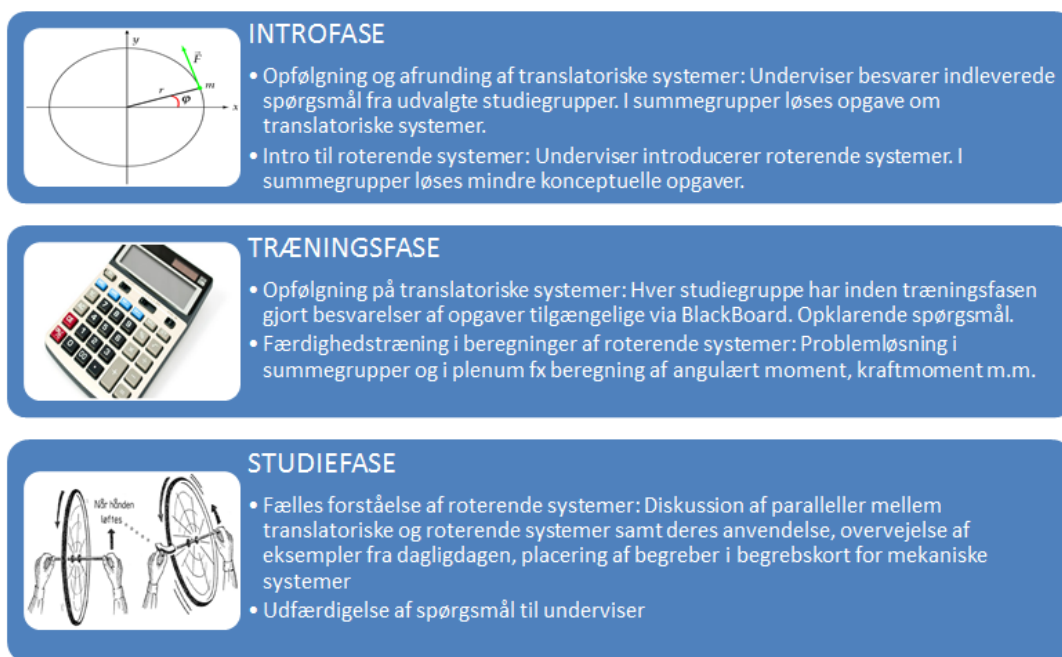 INTROFASE
y
F
m
r
φ
x
• Opfølgning og afrunding af translatoriske systemer: Underviser besvarer indleverede
spørgsmål fra udvalgte studiegrupper. I summegrupper løses opgave om
translatoriske systemer.
• Intro til roterende systemer: Underviser introducerer roterende systemer. I
summegrupper løses mindre konceptuelle opgaver.
TRÆNINGSFASE
• Opfølgning på translatoriske systemer: Hver studiegruppe har inden træningsfasen
gjort besvarelser af opgaver tilgængelige via BlackBoard. Opklarende spørgsmål.
• Færdighedstræning i beregninger af roterende systemer: Problemløsning i
summegrupper og i plenum fx beregning af angulært moment, kraftmoment m.m.
STUDIEFASE
Når hånden
løftes
• Fælles forståelse af roterende systemer: Diskussion af paralleller mellem
translatoriske og roterende systemer samt deres anvendelse, overvejelse af
eksempler fra dagligdagen, placering af begreber i begrebskort for mekaniske
systemer
• Udfærdigelse af spørgsmål til underviser